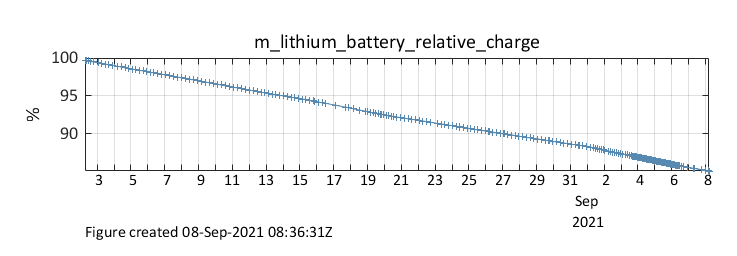 m_lithium_battery_relative_charge
100
95
90
%
3 5 7 9 11 13 15 17 19 21 23 25 27 29 31 2 4 6 8
Sep
2021
Figure created 08-Sep-2021 08:36:31Z